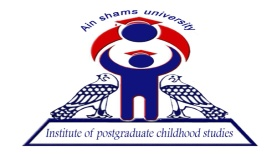 Ain shams university
Institute of postgraduate childhood studies